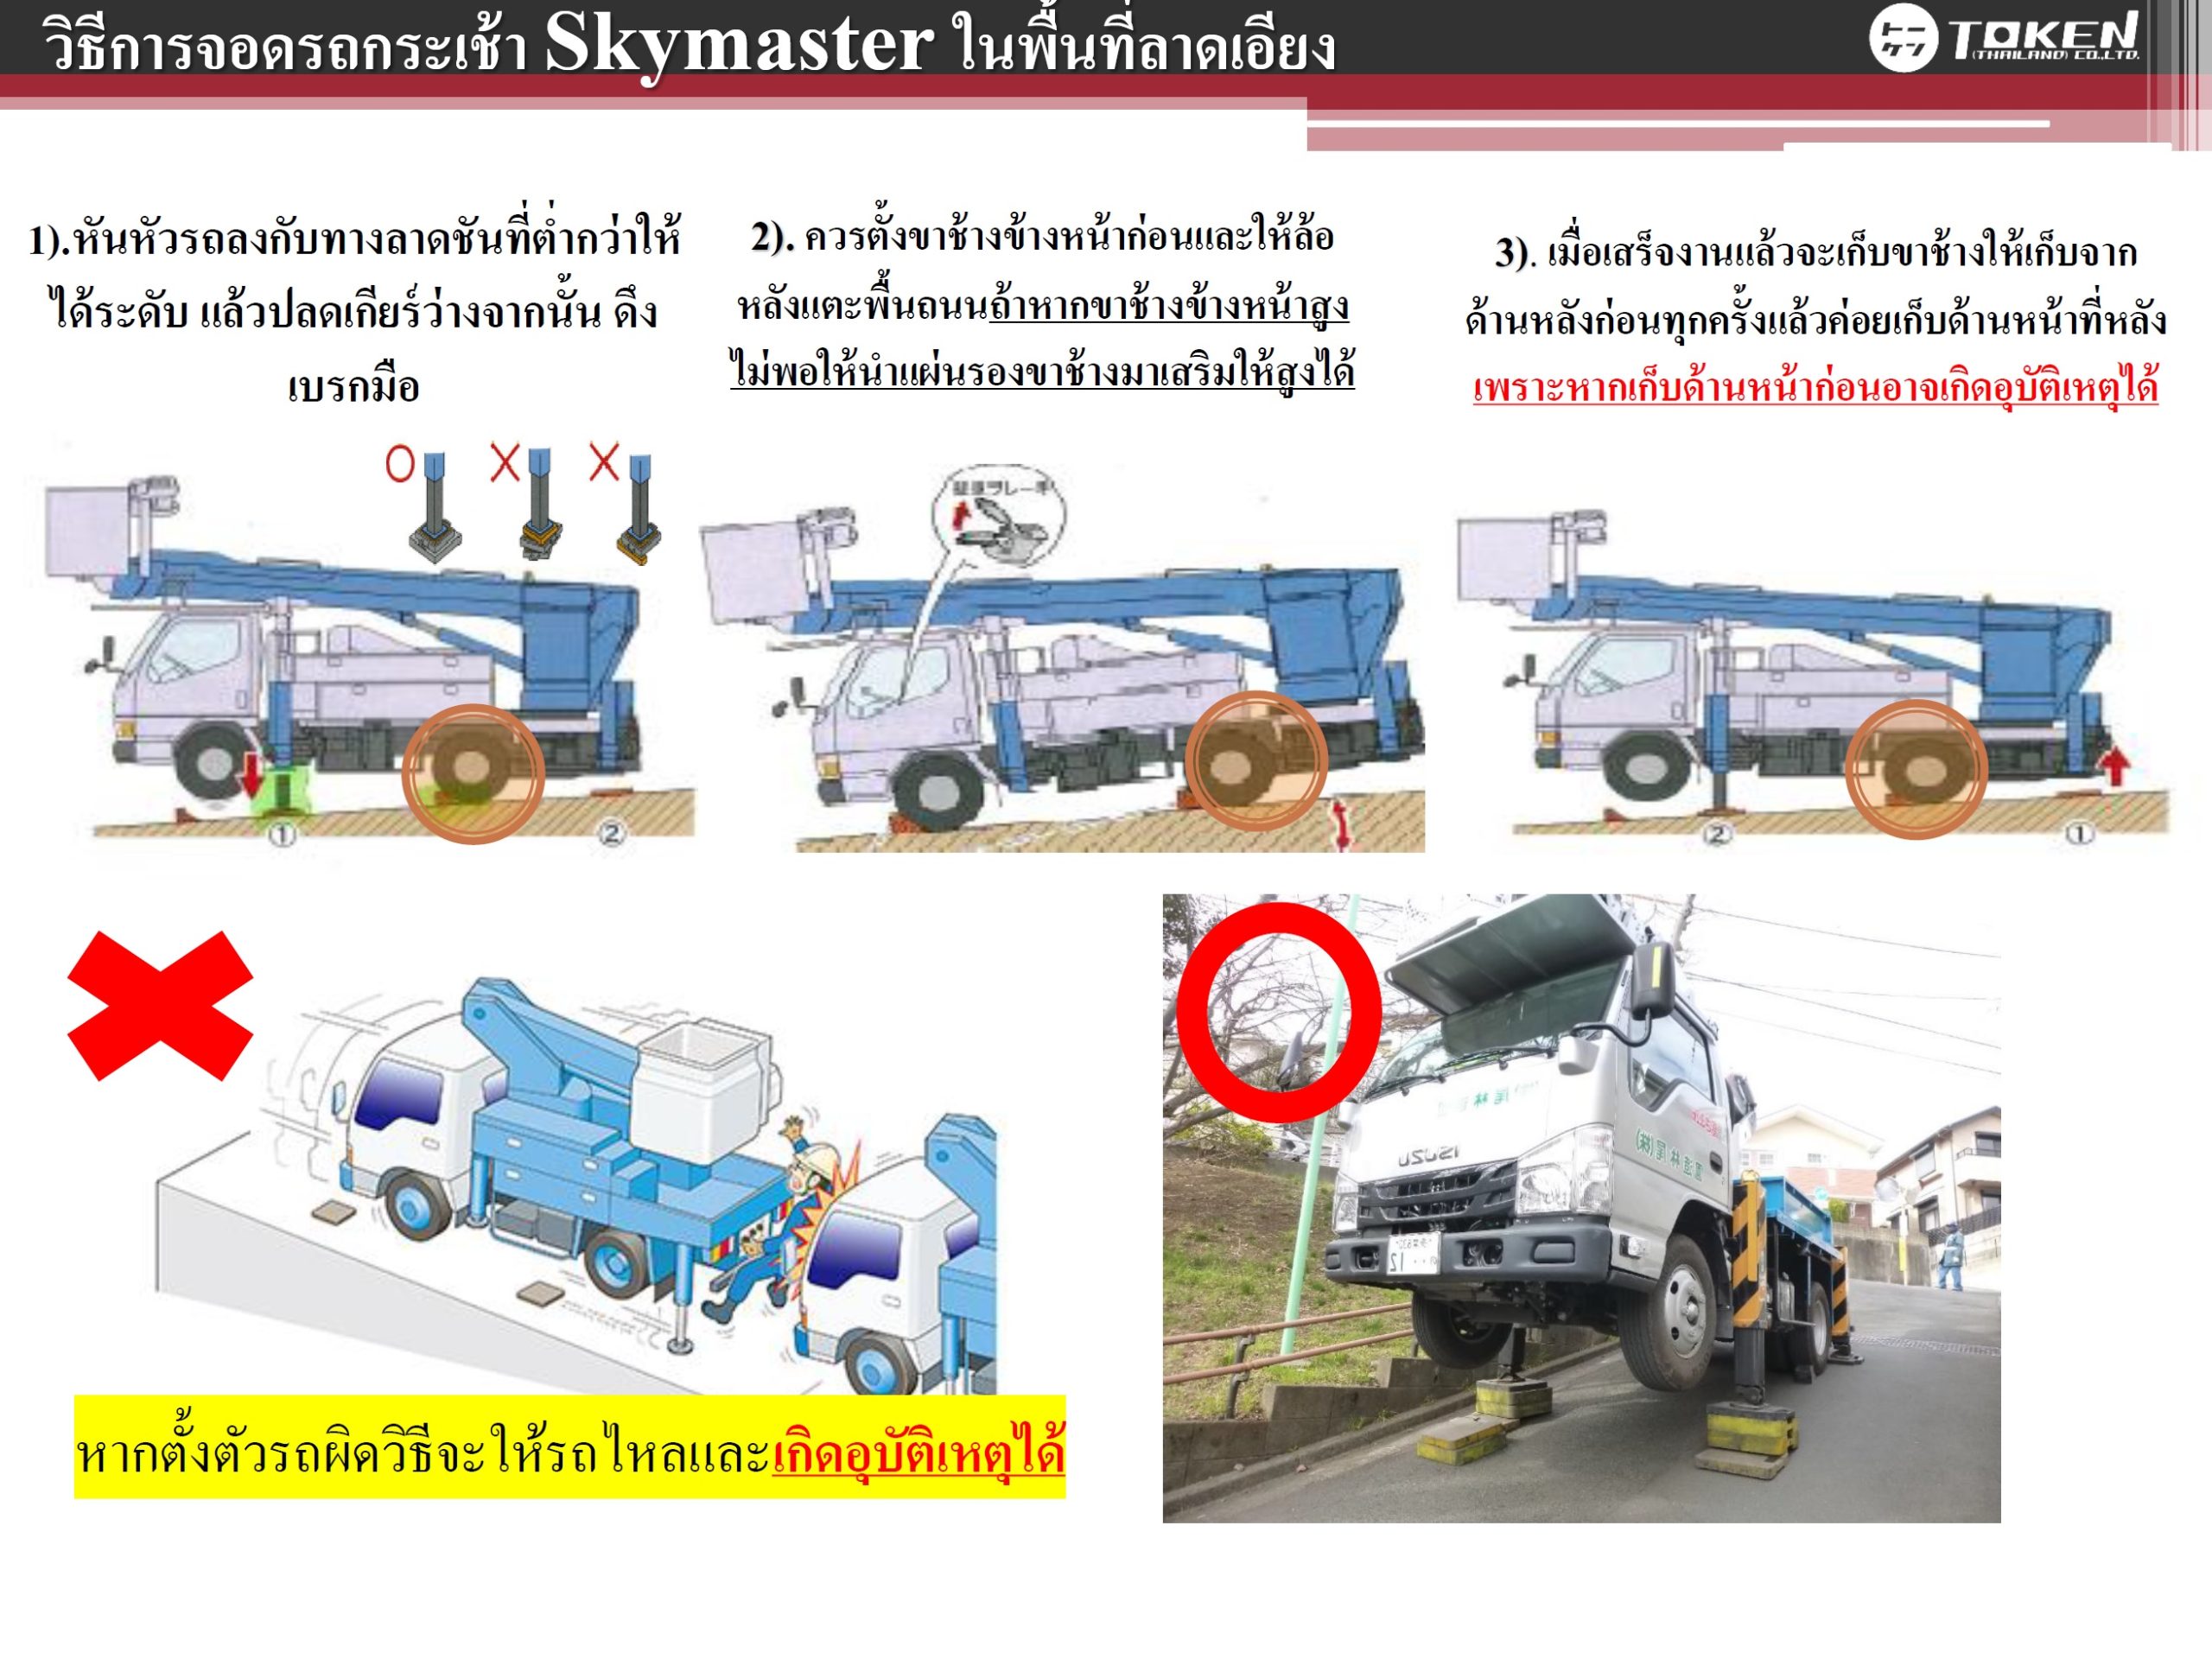 วิธีการจอดรถกระเช้า Skymaster ในพื้นที่ลาดเอียง
TOKEN
(THAILAND) CO.,LTD.
1).หันหัวรถลงกับทางลาดชันที่ต่ำกว่าให้
ได้ระดับ แล้วปลดเกียร์ว่างจากนั้น ดึง
เบรกมือ
2). ควรตั้งขาช้างข้างหน้าก่อนและให้ล้อ
หลังแตะพื้นถนนถ้าหากขาช้างข้างหน้าสูง
ไม่พอให้นำแผ่นรองขาช้างมาเสริมให้สูงได้
3). เมื่อเสร็จงานแล้วจะเก็บขาช้างให้เก็บจาก
ด้านหลังก่อนทุกครั้งแล้วค่อยเก็บด้านหน้าทีหลัง
เพราะหากเก็บด้านหน้าก่อนอาจเกิดอุบัติเหตุได้
① ②
② ①
ISUZU
12
หากตั้งตัวรถผิดวิธีจะให้รถไหลและเกิดอุบัติเหตุได้